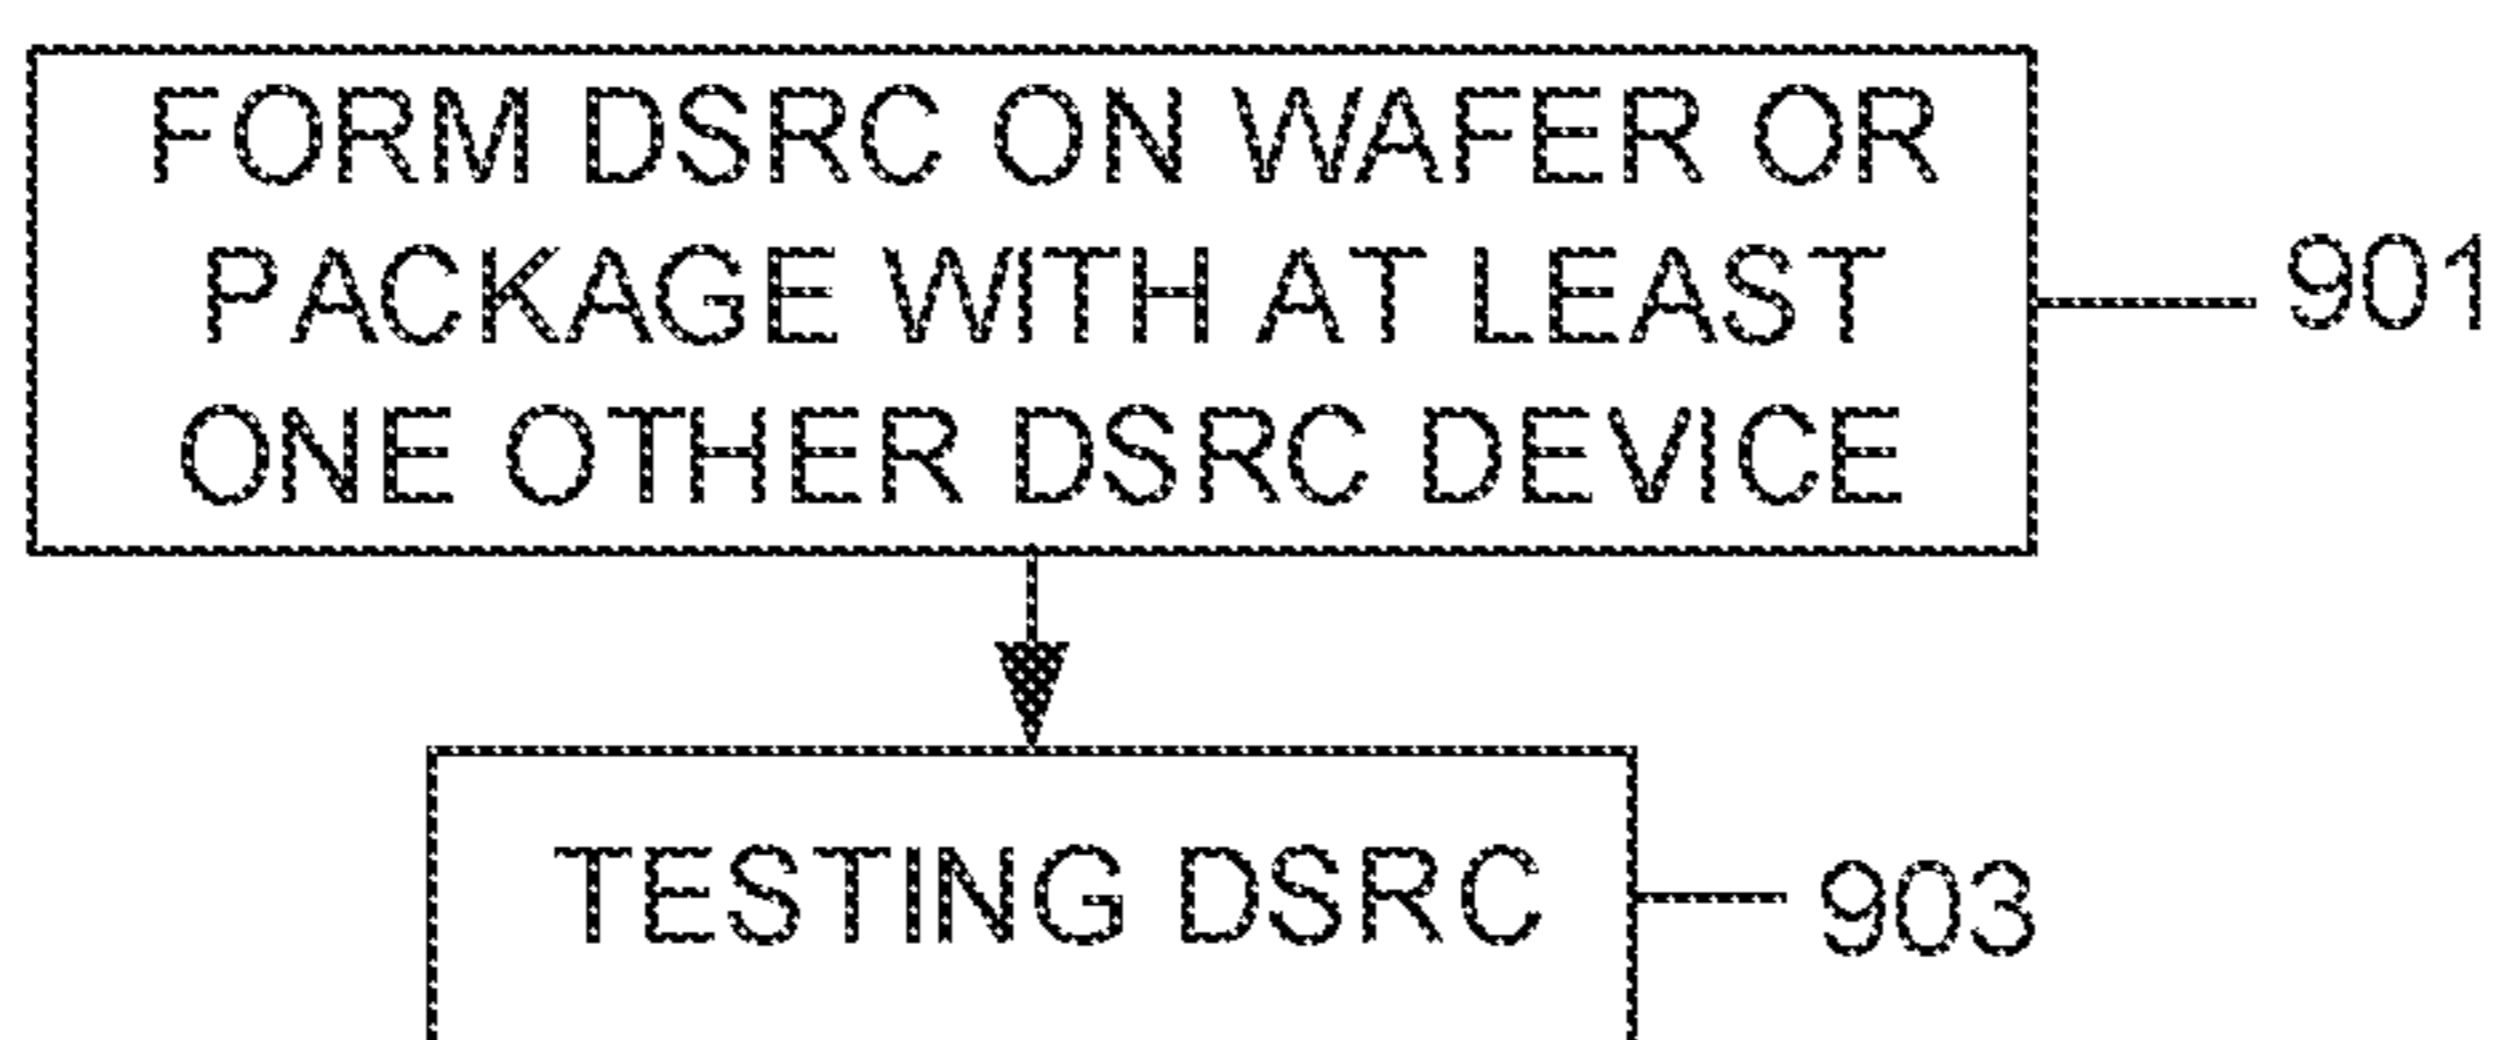 FORM DSRC ON WAFER OR
PACKAGE WITH AT LEAST
ONE OTHER DSRC DEVICE
901
TESTING DSRC
903